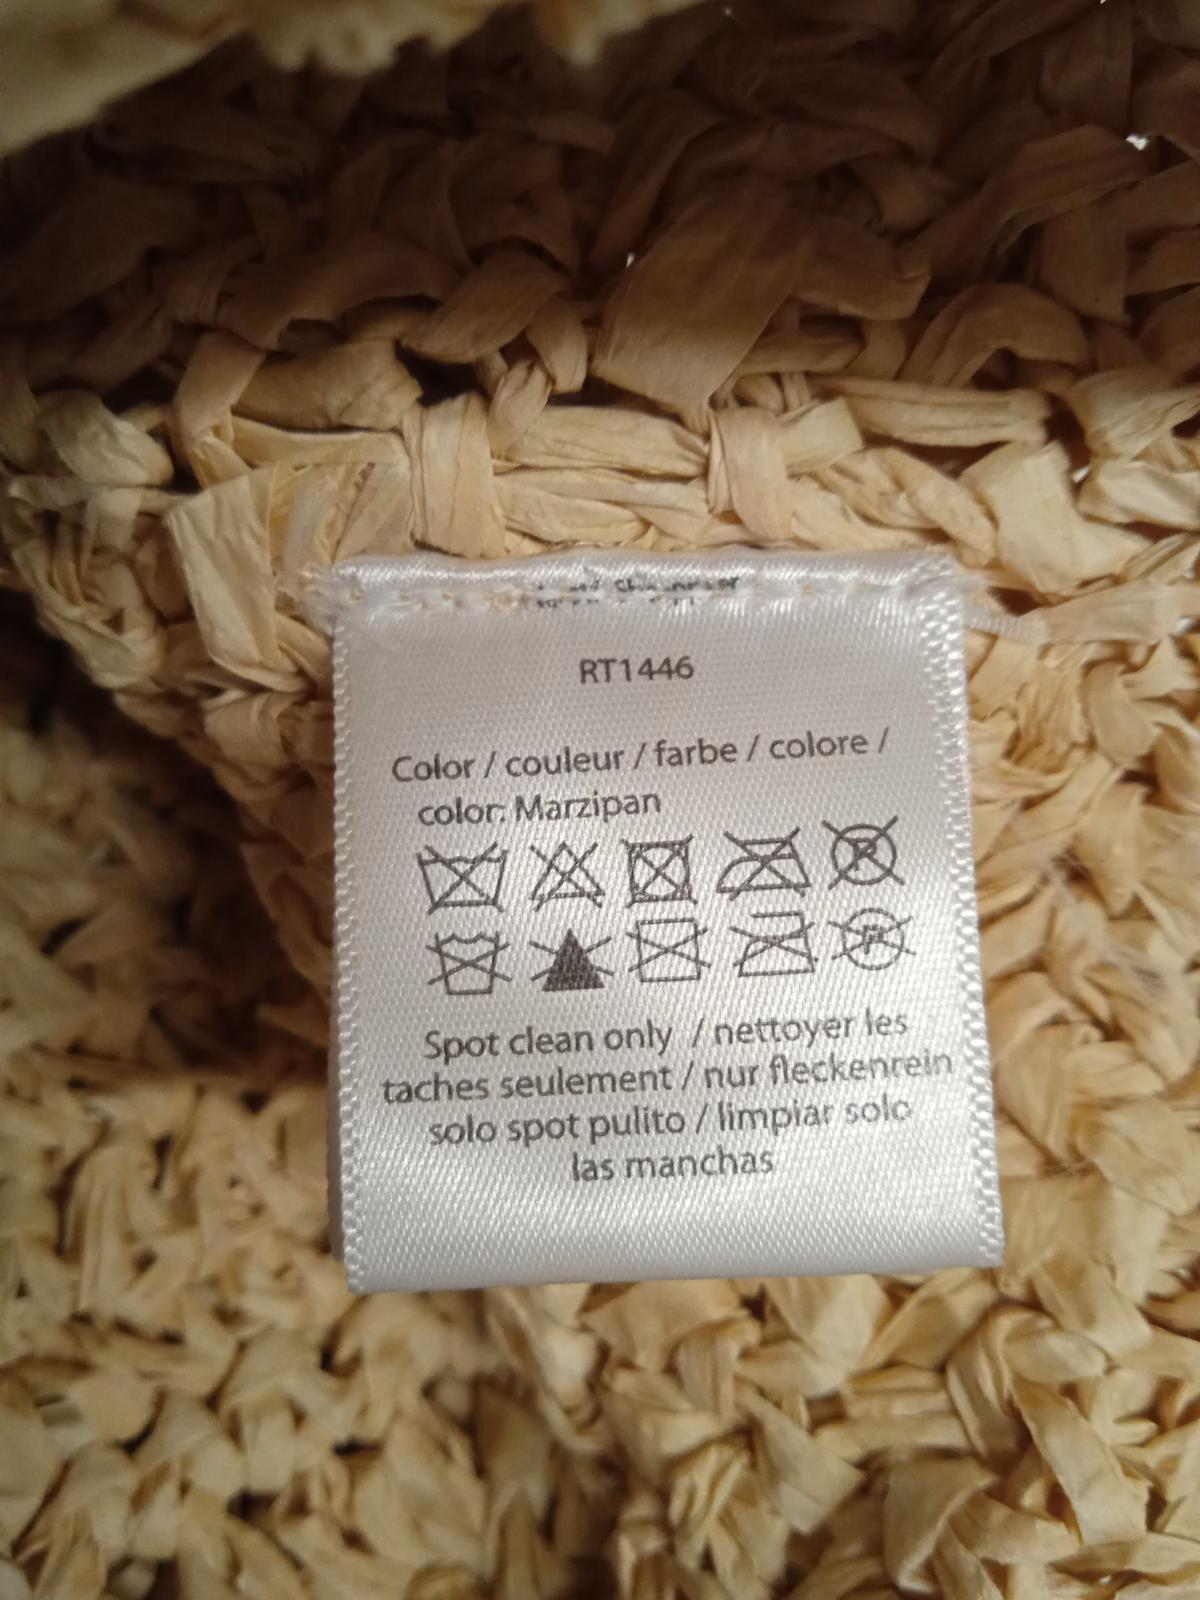 RT1446
Color / couleur / farbe / colore /
color: Marzipan
P
P
Spot clean only / nettoyer les
taches seulement / nur fleckenrein
solo spot pulito / limpiar solo
las manchas